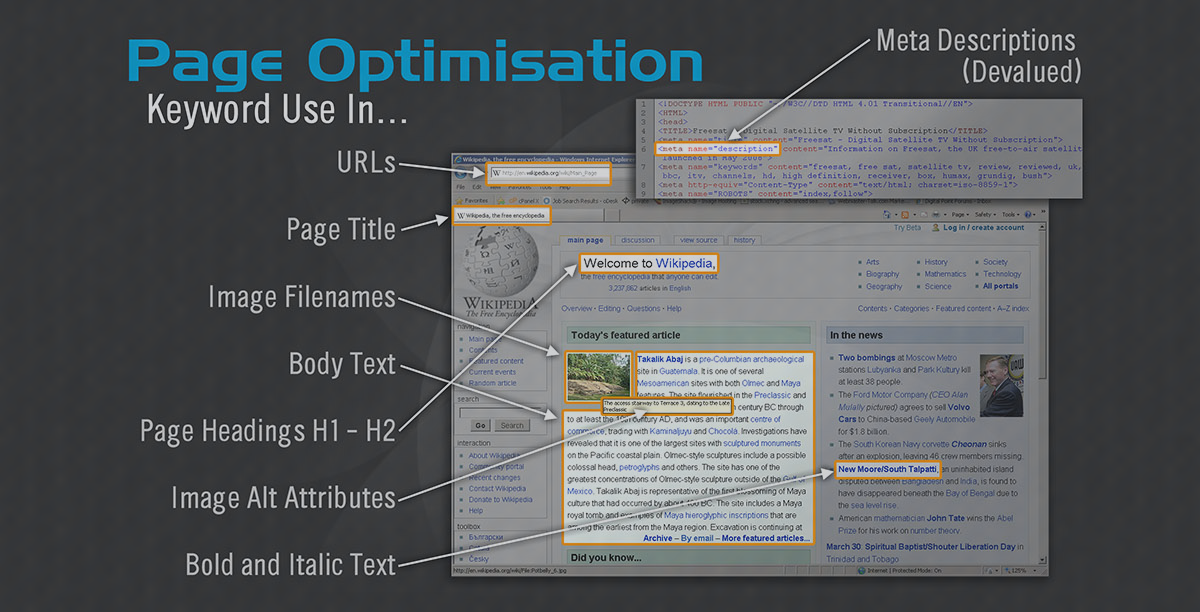 Page Optimisation
Keyword Use In...
Meta Descriptions
(Devalued)
URLs
Page Title
Image Filenames
Body Text
Page Headings H1 – H2
Image Alt Attributes
Bold and Italic Text
1 <!DOCTYPE HTML PUBLIC "-//W3C//DTD HTML 4.01 Transitional//EN">
2 <HTML>
3 <head>
4 <TITLE>Freesat - Digital Satellite TV Without Subscription</TITLE>
5 <meta name="title" content="Freesat - Digital Satellite TV Without Subscription">
6 <meta name="description" content="Information on Freesat, the UK free-to-air satellit
launched in May 2008">
7 <meta name="keywords" content="freesat, free sat, satellite tv, review, reviewed, uk,
bbc, itv, channels, hd, high definition, receiver, box, humax, grundig, bush">
8 <meta http-equiv="Content-Type" content="text/html; charset=iso-8859-1">
9 <meta name="ROBOTS" content="index,follow">
Wikipedia, the free encyclopedia - Windows Internet Explorer
http://en.wikipedia.org/wiki/Main_Page
File Edit View Favorites Tools Help
Favorites cPanel X Job Search Results - oDesk
Wikipedia, the free encyclopedia
Page Safety Tools
Try Beta Log in / create account
main page discussion view source history
Welcome to Wikipedia,
the free encyclopedia that anyone can edit.
3,237,062 articles in English
Arts History Society
Biography Mathematics Technology
Geography Science All portals
WIKIPEDIA
The Free Encyclopedia
Overview · Editing · Questions · Help
Contents · Categories · Featured content · A–Z index
navigation
Main page
Contents
Featured content
Current events
Random article
search
Go Search
interaction
About Wikipedia
Community portal
Recent changes
Contact Wikipedia
Donate to Wikipedia
Help
toolbox
Български
Česky
Today's featured article
Takalik Abaj is a pre-Columbian archaeological
site in Guatemala. It is one of several
Mesoamerican sites with both Olmec and Maya
features. The site flourished in the Preclassic and
The access stairway to Terrace 3, dating to the Late
Preclassic
century BC through
to at least the 10th century AD, and was an important centre of
commerce, trading with Kaminaljuyu and Chocolá. Investigations have
revealed that it is one of the largest sites with sculpted monuments
on the Pacific coastal plain. Olmec-style sculptures include a possible
colossal head, petroglyphs and others. The site has one of the
greatest concentrations of Olmec-style sculpture outside of the Gulf of
Mexico. Takalik Abaj is representative of the first blossoming of Maya
culture that had occurred by about 400 BC. The site includes a Maya
royal tomb and examples of Maya hieroglyphic inscriptions that are
among the earliest from the Maya region. Excavation is continuing at
Archive – By email – More featured articles...
Did you know...
In the news
Two bombings at Moscow Metro
stations Lubyanka and Park Kultury kill
at least 38 people.
The Ford Motor Company (CEO Alan
Mulally pictured) agrees to sell Volvo
Cars to China-based Geely Automobile
for $1.8 billion.
The South Korean Navy corvette Cheonan sinks
after an explosion, leaving 46 crew members missing.
New Moore/South Talpatti, an uninhabited island
disputed between Bangladesh and India, is found to
have disappeared beneath the Bay of Bengal due to
the sea level rise.
American mathematician John Tate wins the Abel
Prize for his work on number theory.
March 30 Spiritual Baptist/Shouter Liberation Day in
Trinidad and Tobago
http://en.wikipedia.org/wiki/File:Potbelly_6.jpg
Internet | Protected Mode: On
125%